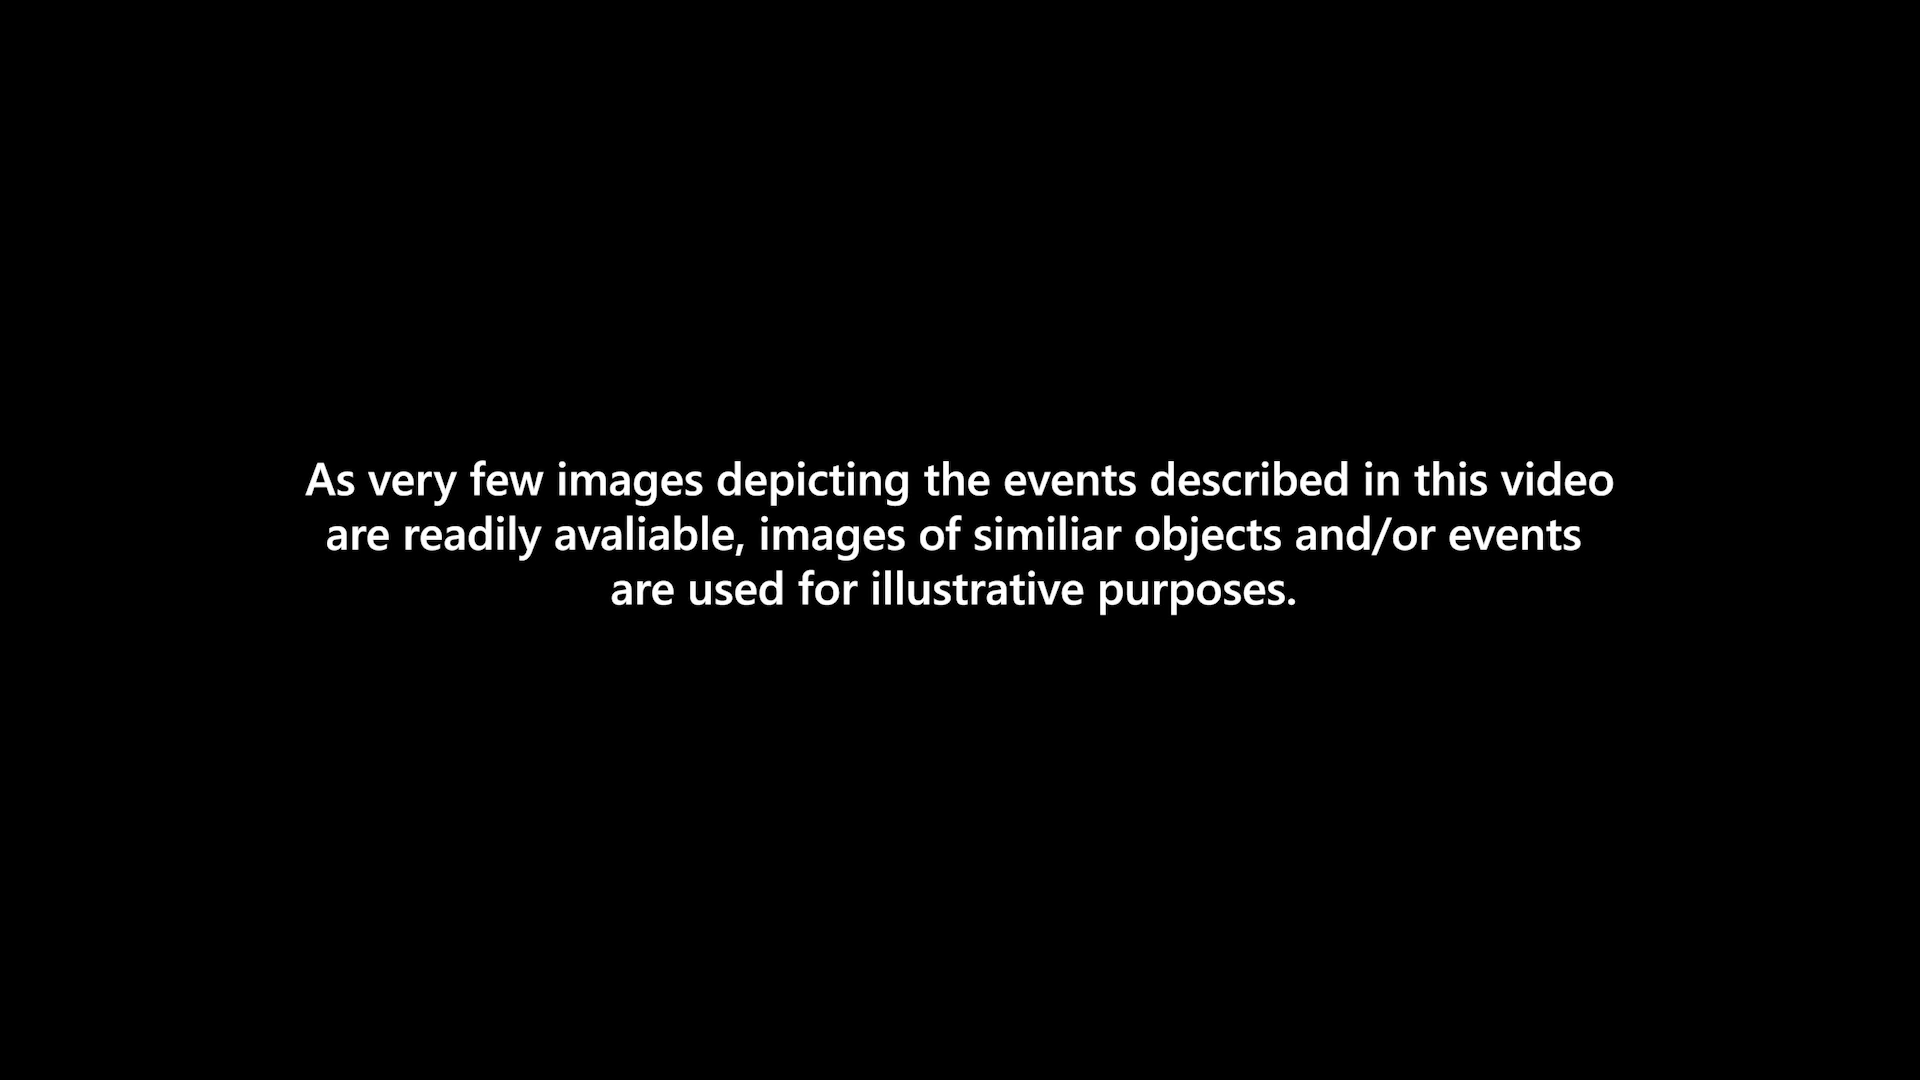 As very few images depicting the events described in this video
are readily avaliable, images of similiar objects and/or events
are used for illustrative purposes.